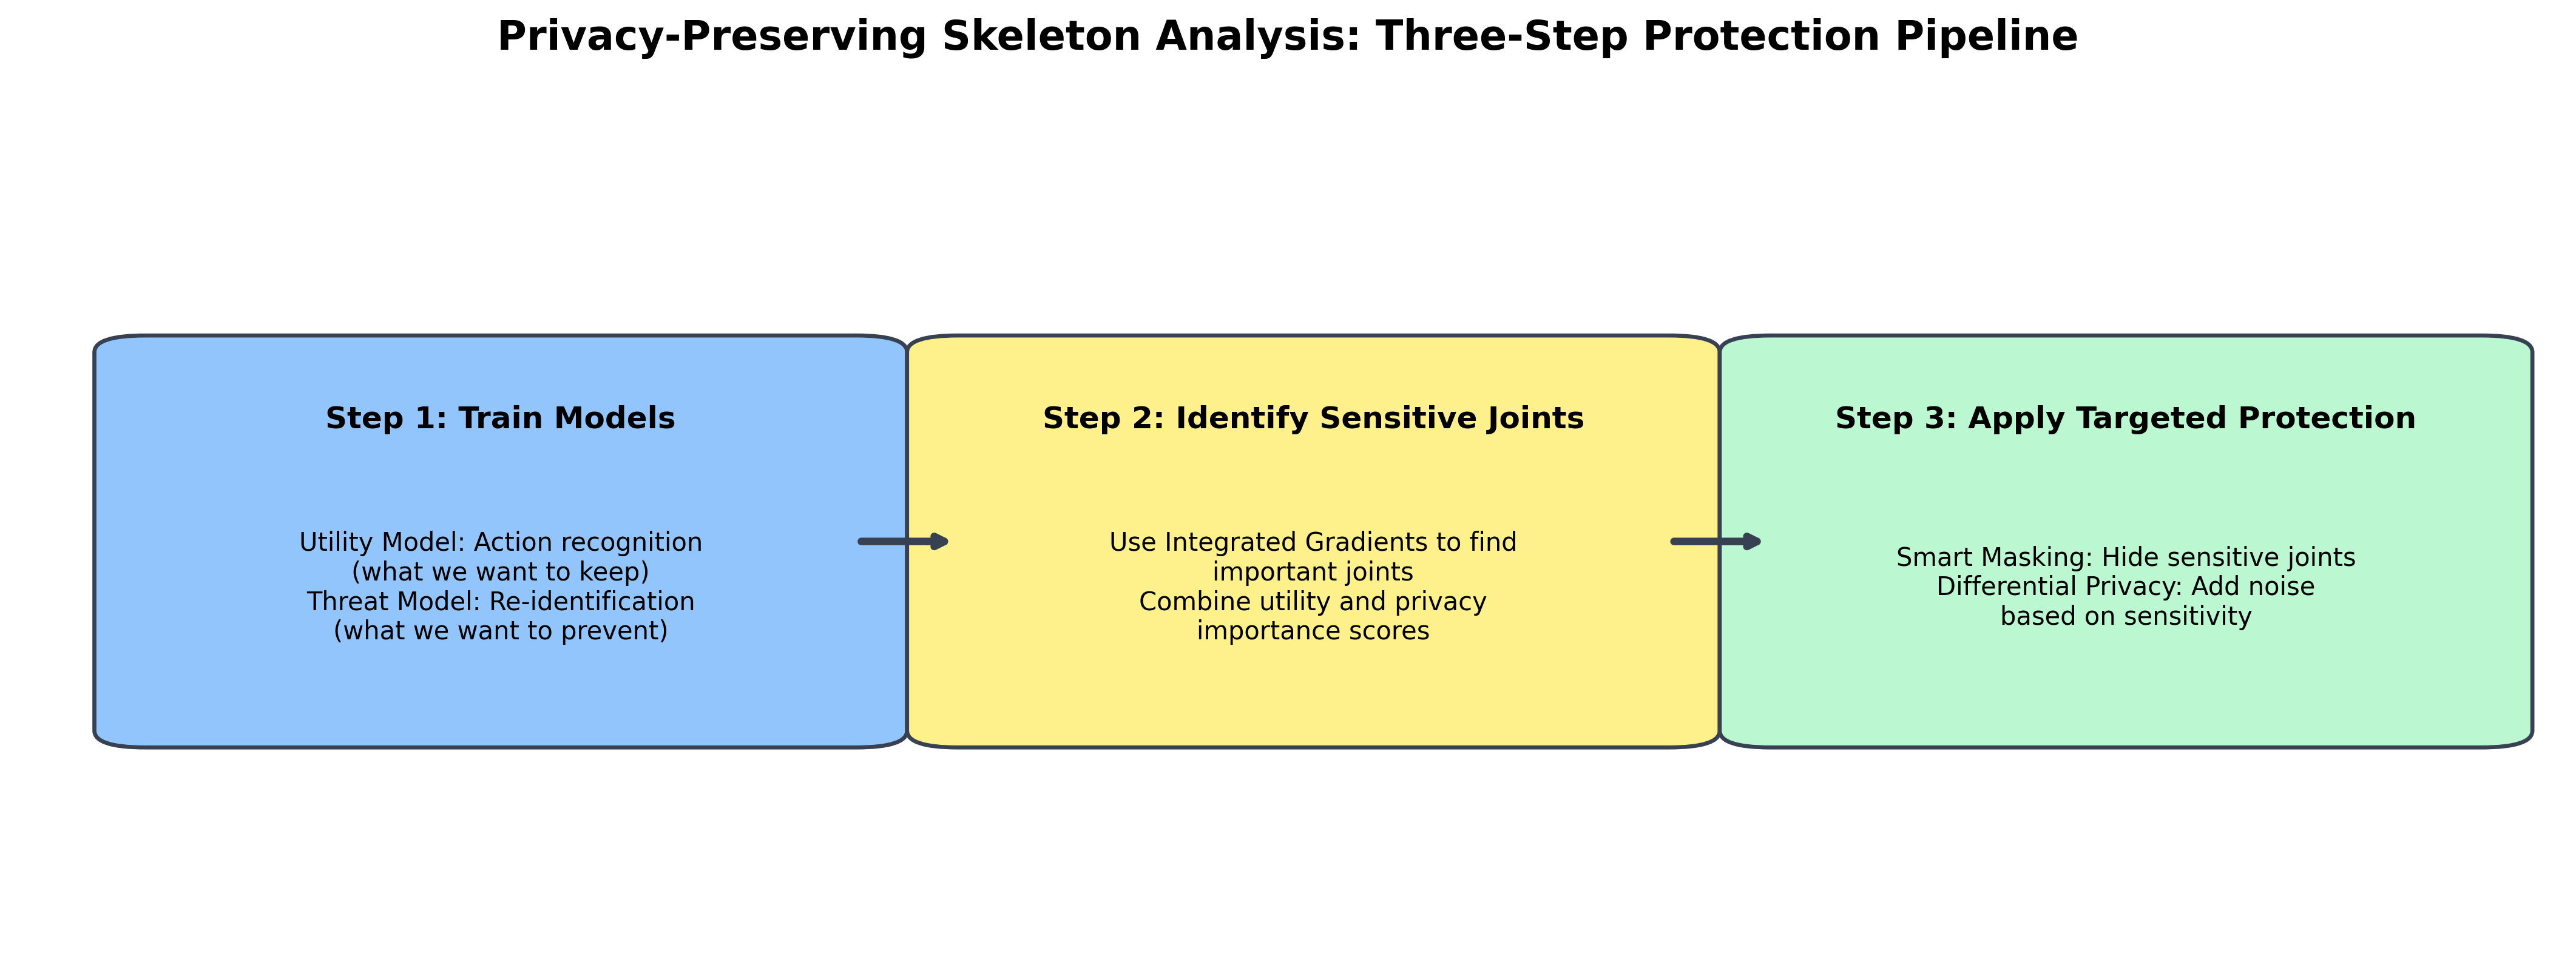 Privacy-Preserving Skeleton Analysis: Three-Step Protection Pipeline
Step 1: Train Models
Utility Model: Action recognition
(what we want to keep)
Threat Model: Re-identification
(what we want to prevent)
Step 2: Identify Sensitive Joints
Use Integrated Gradients to find
important joints
Combine utility and privacy
importance scores
Step 3: Apply Targeted Protection
Smart Masking: Hide sensitive joints
Differential Privacy: Add noise
based on sensitivity